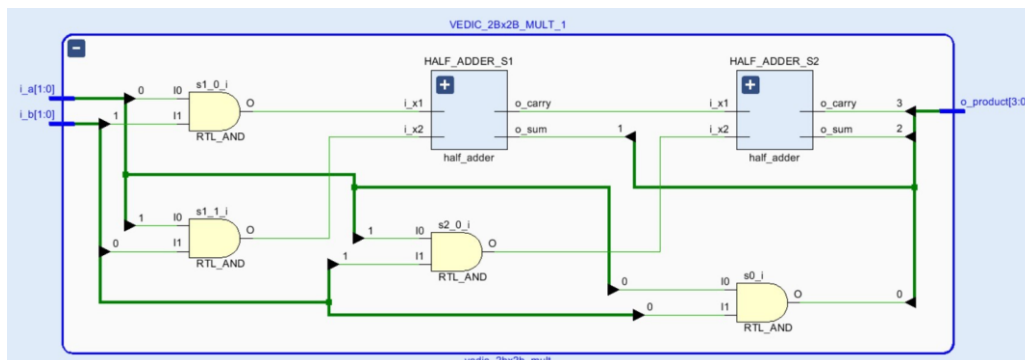 VEDIC_2Bx2B_MULT_1
HALF_ADDER_S1
HALF_ADDER_S2
i_a[1:0]
0
I0
s1_0_i
O
i_x1
o_carry
i_x1
o_carry
3
o_product[3:0
i_b[1:0]
1
I1
RTL_AND
i_x2
o_sum
1
i_x2
o_sum
2
half_adder
half_adder
1
I0
s1_1_i
O
0
I1
RTL_AND
1
I0
s2_0_i
O
1
I1
RTL_AND
0
I0
s0_i
O
0
0
I1
RTL_AND
vedic_2bx2b_mult